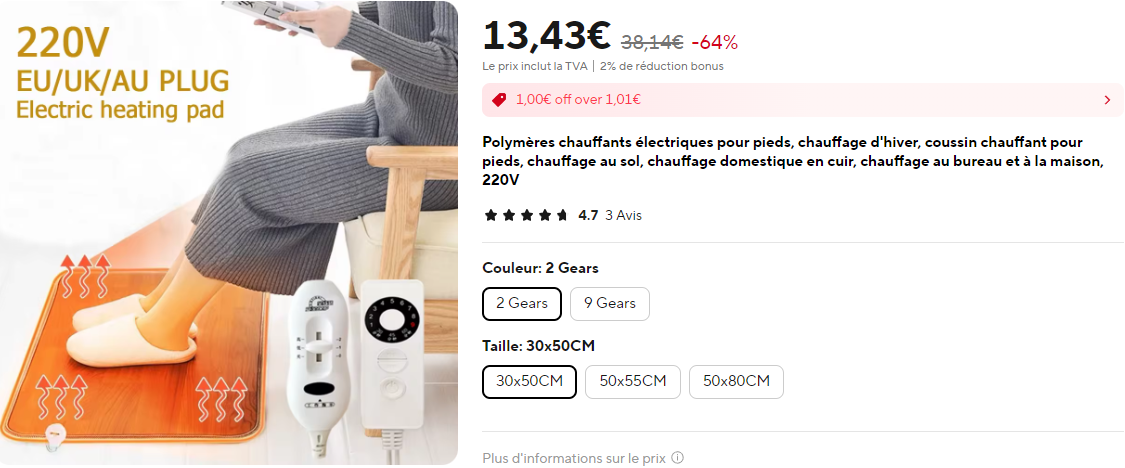 220V
EU/UK/AU PLUG
Electric heating pad
13,43€ 38,14€ -64%
Le prix inclut la TVA | 2% de réduction bonus
1,00€ off over 1,01€
Polymères chauffants électriques pour pieds, chauffage d'hiver, coussin chauffant pour
pieds, chauffage au sol, chauffage domestique en cuir, chauffage au bureau et à la maison,
220V
4.7 3 Avis
Couleur: 2 Gears
2 Gears 9 Gears
Taille: 30x50CM
30x50CM 50x55CM 50x80CM
Plus d'informations sur le prix